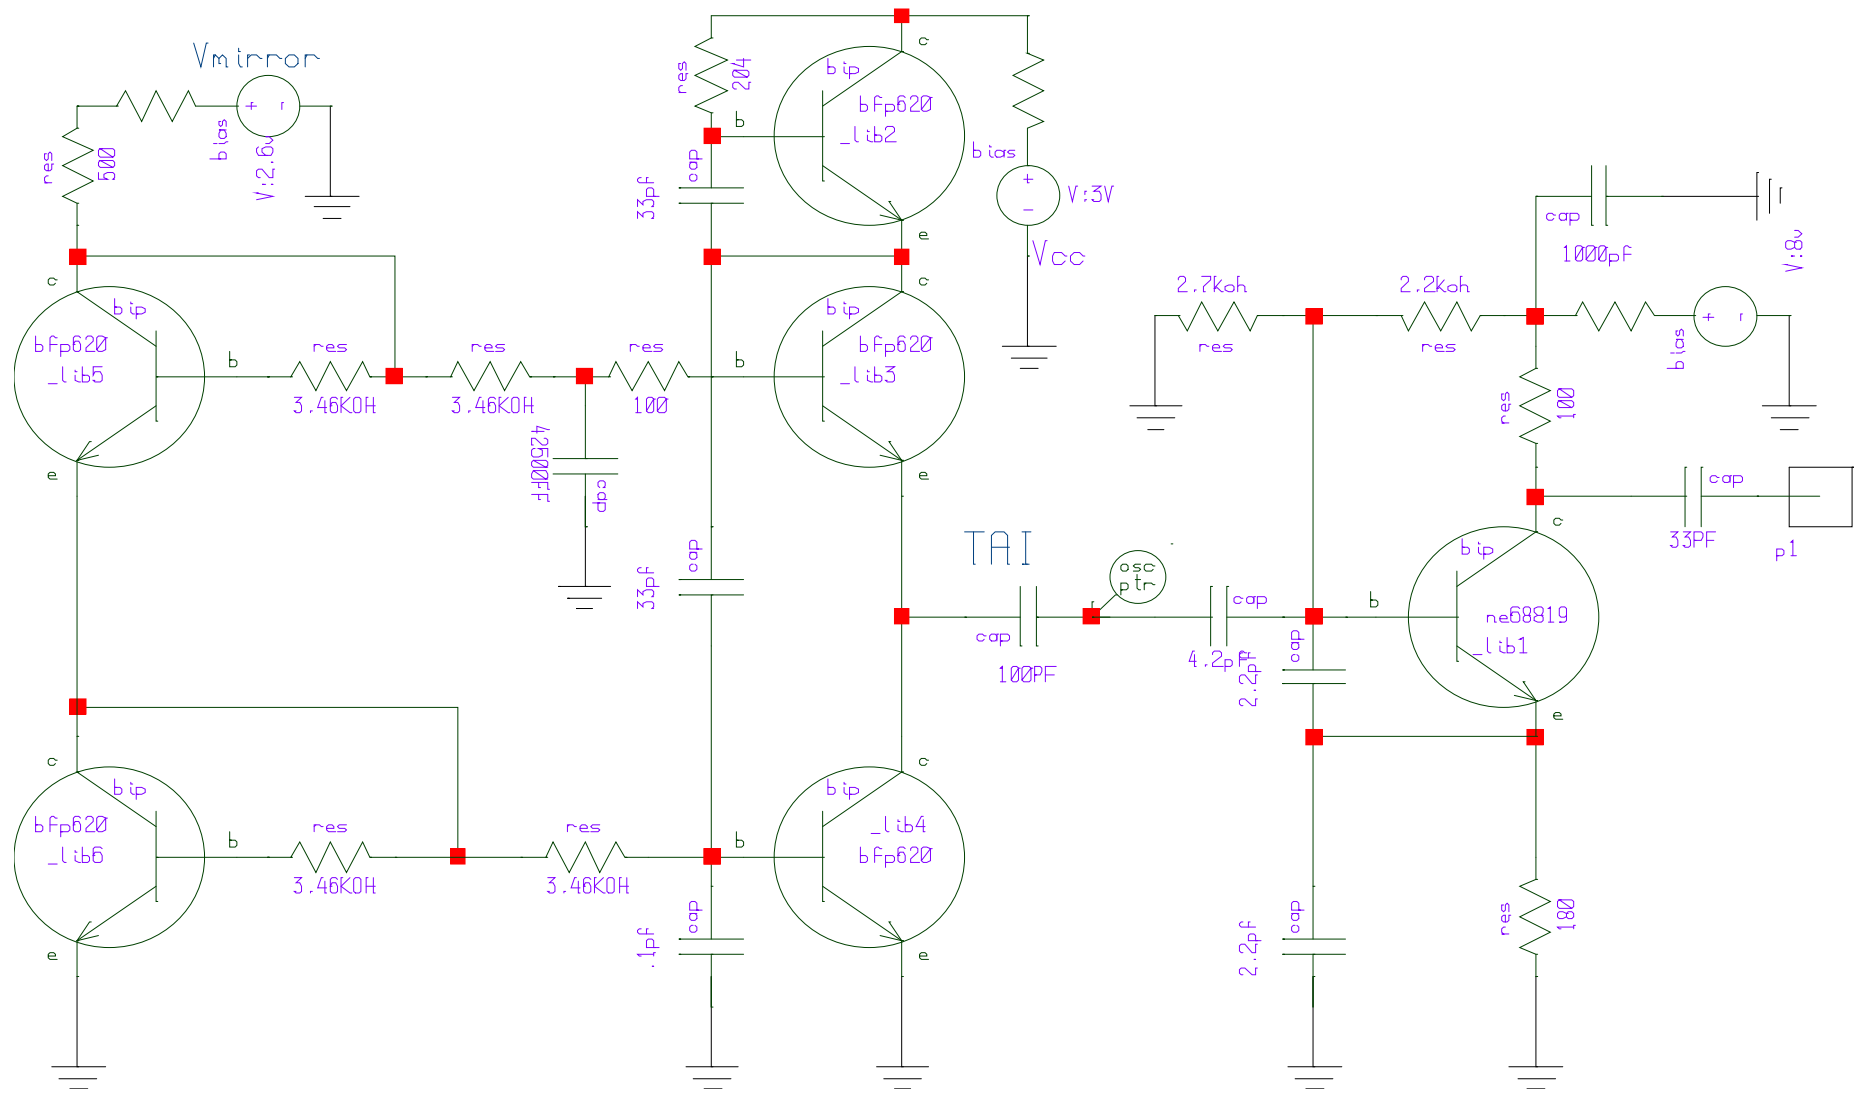 Vmirror
bias
V:2.6v
res
500
c
bip
bfp620
_lib5
b
e
res
3.46KOH
res
3.46KOH
res
100
42500FF
cap
c
bip
bfp620
_lib6
b
e
res
3.46KOH
res
3.46KOH
res
204
c
bip
bfp620
_lib2
b
e
cap
33pf
bias
V:3V
Vcc
c
bip
bfp620
_lib3
b
e
cap
33pf
c
bip
_lib4
bfp620
b
e
cap
.1pf
TAI
cap
100PF
osc
ptr
cap
4.2pF
cap
2.2pf
cap
2.2pf
2.7Koh
res
2.2Koh
res
cap
1000pF
V:8v
bias
res
100
cap
33PF
p1
c
bip
ne68819
_lib1
b
e
res
180